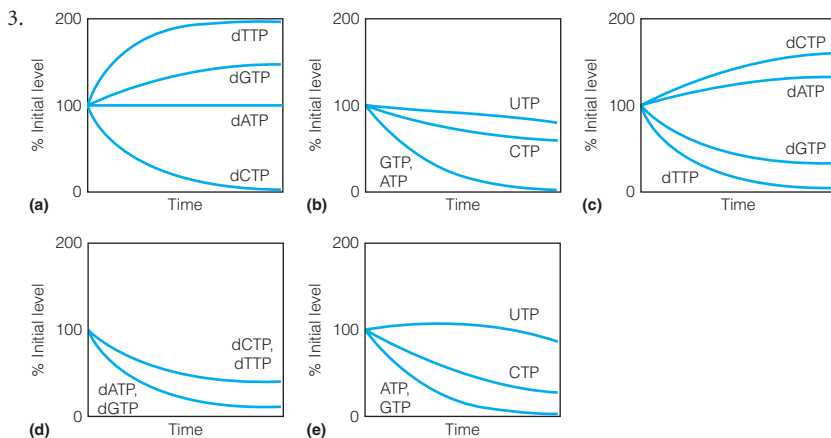 3.
200
100
0
% Initial level
dTTP
dGTP
dATP
dCTP
(a)
Time
200
100
0
% Initial level
UTP
CTP
GTP,
ATP
(b)
Time
200
100
0
% Initial level
dCTP
dATP
dGTP
dTTP
(c)
Time
200
100
0
% Initial level
dCTP,
dTTP
dATP,
dGTP
(d)
Time
200
100
0
% Initial level
UTP
CTP
ATP,
GTP
(e)
Time